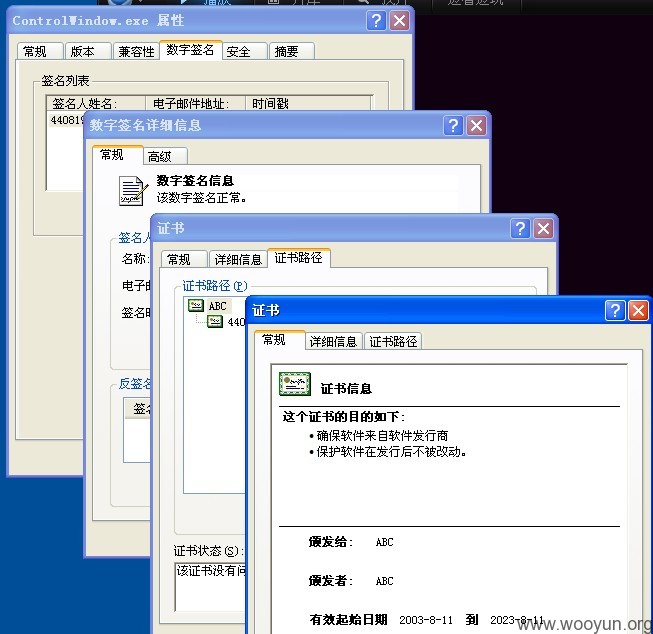 ControlWindow.exe 属性
常规
版本
兼容性
数字签名
安全
摘要
签名列表
签名人姓名:
电子邮件地址:
时间戳
44081
数字签名详细信息
常规
高级
数字签名信息
该数字签名正常。
签名人
名称:
电子
签名
反签名
签名
证书
常规
详细信息
证书路径
证书路径(P)
ABC
440
证书状态(S):
该证书没有问
证书
常规
详细信息
证书路径
证书信息
这个证书的目的如下:
•确保软件来自软件发行商
•保护软件在发行后不被改动。
颁发给: ABC
颁发者: ABC
有效起始日期 2003-8-11 到 2023-8-11
www.wooyun.org